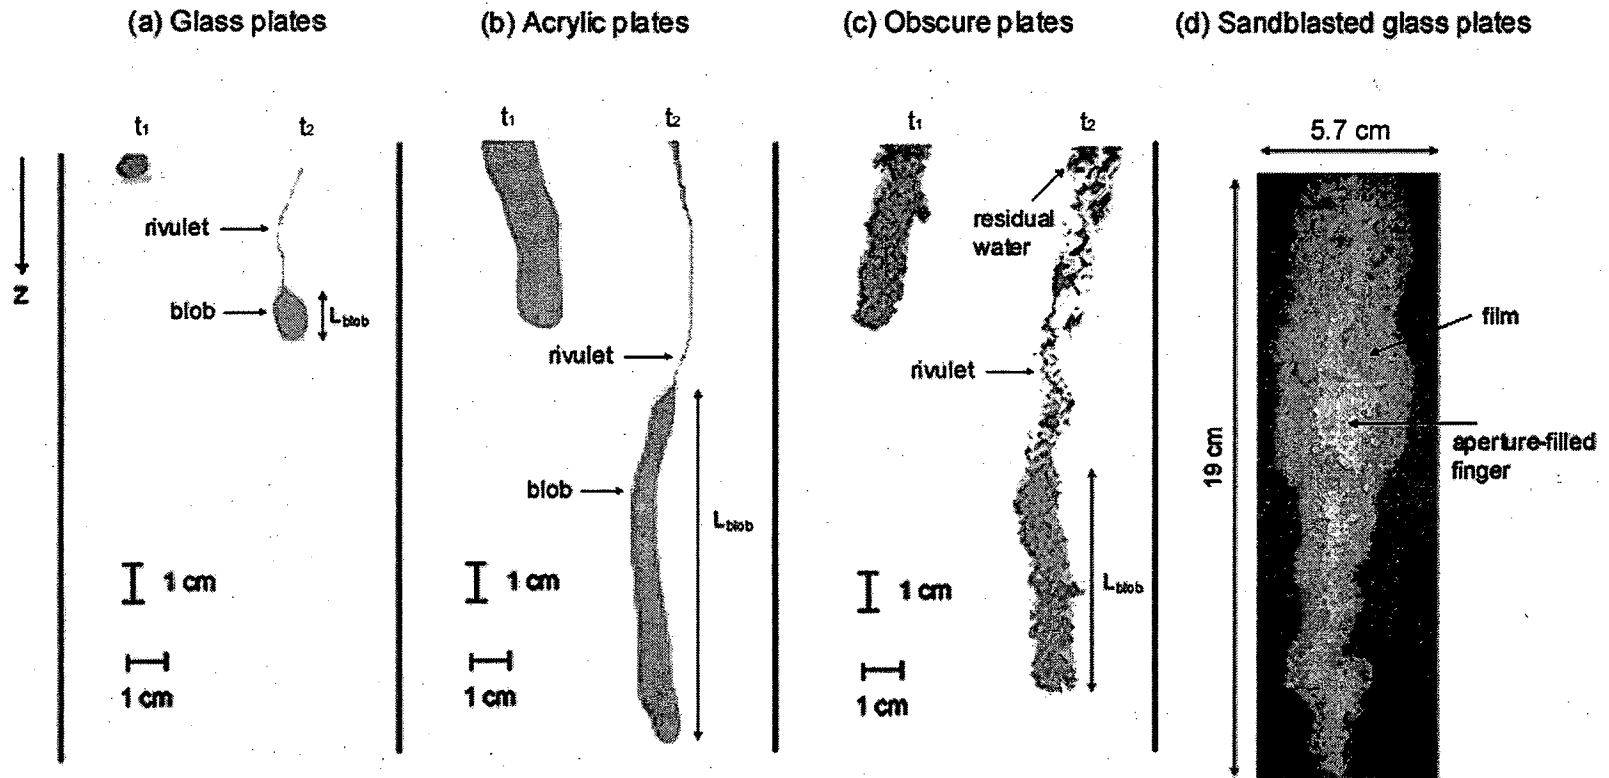 (a) Glass plates
(b) Acrylic plates
(c) Obscure plates
(d) Sandblasted glass plates
t₁
t₂
z
rivulet
blob
L_blob
1 cm
1 cm
t₁
t₂
rivulet
blob
L_blob
1 cm
1 cm
t₁
t₂
residual
water
rivulet
L_blob
1 cm
1 cm
5.7 cm
19 cm
film
aperture-filled
finger